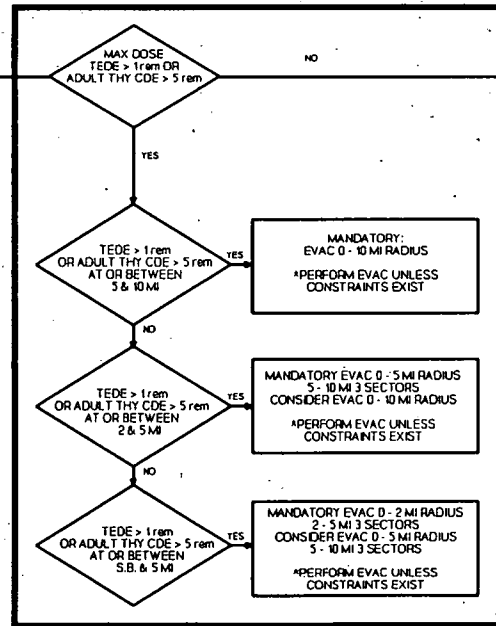 MAX DOSE
TEDE > 1 rem OR
ADULT THY CDE > 5 rem
NO
YES
TEDE > 1 rem
OR ADULT THY CDE > 5 rem
AT OR BETWEEN
5 & 10 MI
YES
MANDATORY:
EVAC 0 - 10 MI RADIUS
*PERFORM EVAC UNLESS
CONSTRAINTS EXIST
NO
TEDE > 1 rem
OR ADULT THY CDE > 5 rem
AT OR BETWEEN
2 & 5 MI
YES
MANDATORY EVAC 0 - 5 MI RADIUS
5 - 10 MI 3 SECTORS
CONSIDER EVAC 0 - 10 MI RADIUS
*PERFORM EVAC UNLESS
CONSTRAINTS EXIST
NO
TEDE > 1 rem
OR ADULT THY CDE > 5 rem
AT OR BETWEEN
S.B. & 5 MI
YES
MANDATORY EVAC 0 - 2 MI RADIUS
2 - 5 MI 3 SECTORS
CONSIDER EVAC 0 - 5 MI RADIUS
5 - 10 MI 3 SECTORS
*PERFORM EVAC UNLESS
CONSTRAINTS EXIST